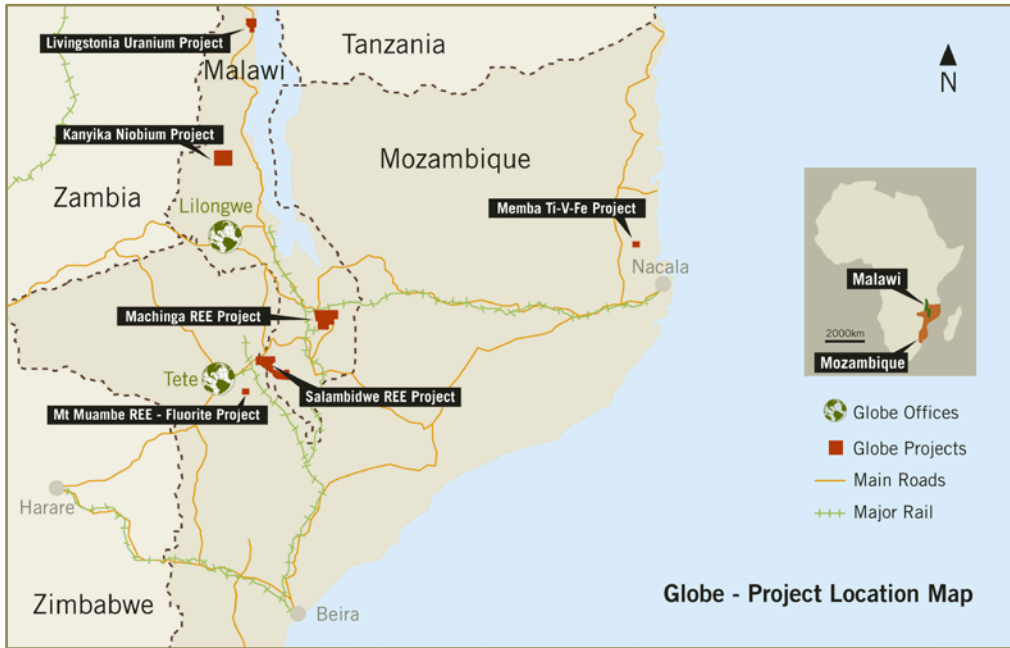 Livingstonia Uranium Project
Tanzania
Malawi
N
Kanyika Niobium Project
Mozambique
Zambia
Lilongwe
Memba Ti-V-Fe Project
Nacala
Malawi
Machinga REE Project
2000km
Mozambique
Tete
Salambidwe REE Project
Mt Muambe REE - Fluorite Project
Globe Offices
Globe Projects
Main Roads
Major Rail
Harare
Zimbabwe
Beira
Globe - Project Location Map